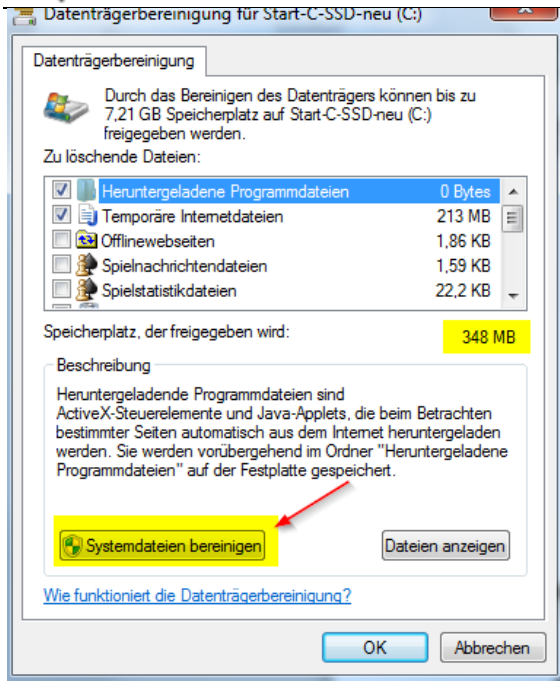 Datenträgerbereinigung für Start-C-SSD-neu (C:)
Datenträgerbereinigung
Durch das Bereinigen des Datenträgers können bis zu
7,21 GB Speicherplatz auf Start-C-SSD-neu (C:)
freigegeben werden.
Zu löschende Dateien:
Heruntergeladene Programmdateien 0 Bytes
Temporäre Internetdateien 213 MB
Offlinewebseiten 1,86 KB
Spielnachrichtendateien 1,59 KB
Spielstatistikdateien 22,2 KB
Speicherplatz, der freigegeben wird: 348 MB
Beschreibung
Heruntergeladende Programmdateien sind
ActiveX-Steuerelemente und Java-Applets, die beim Betrachten
bestimmter Seiten automatisch aus dem Internet heruntergeladen
werden. Sie werden vorübergehend im Ordner "Heruntergeladene
Programmdateien" auf der Festplatte gespeichert.
Systemdateien bereinigen Dateien anzeigen
Wie funktioniert die Datenträgerbereinigung?
OK Abbrechen